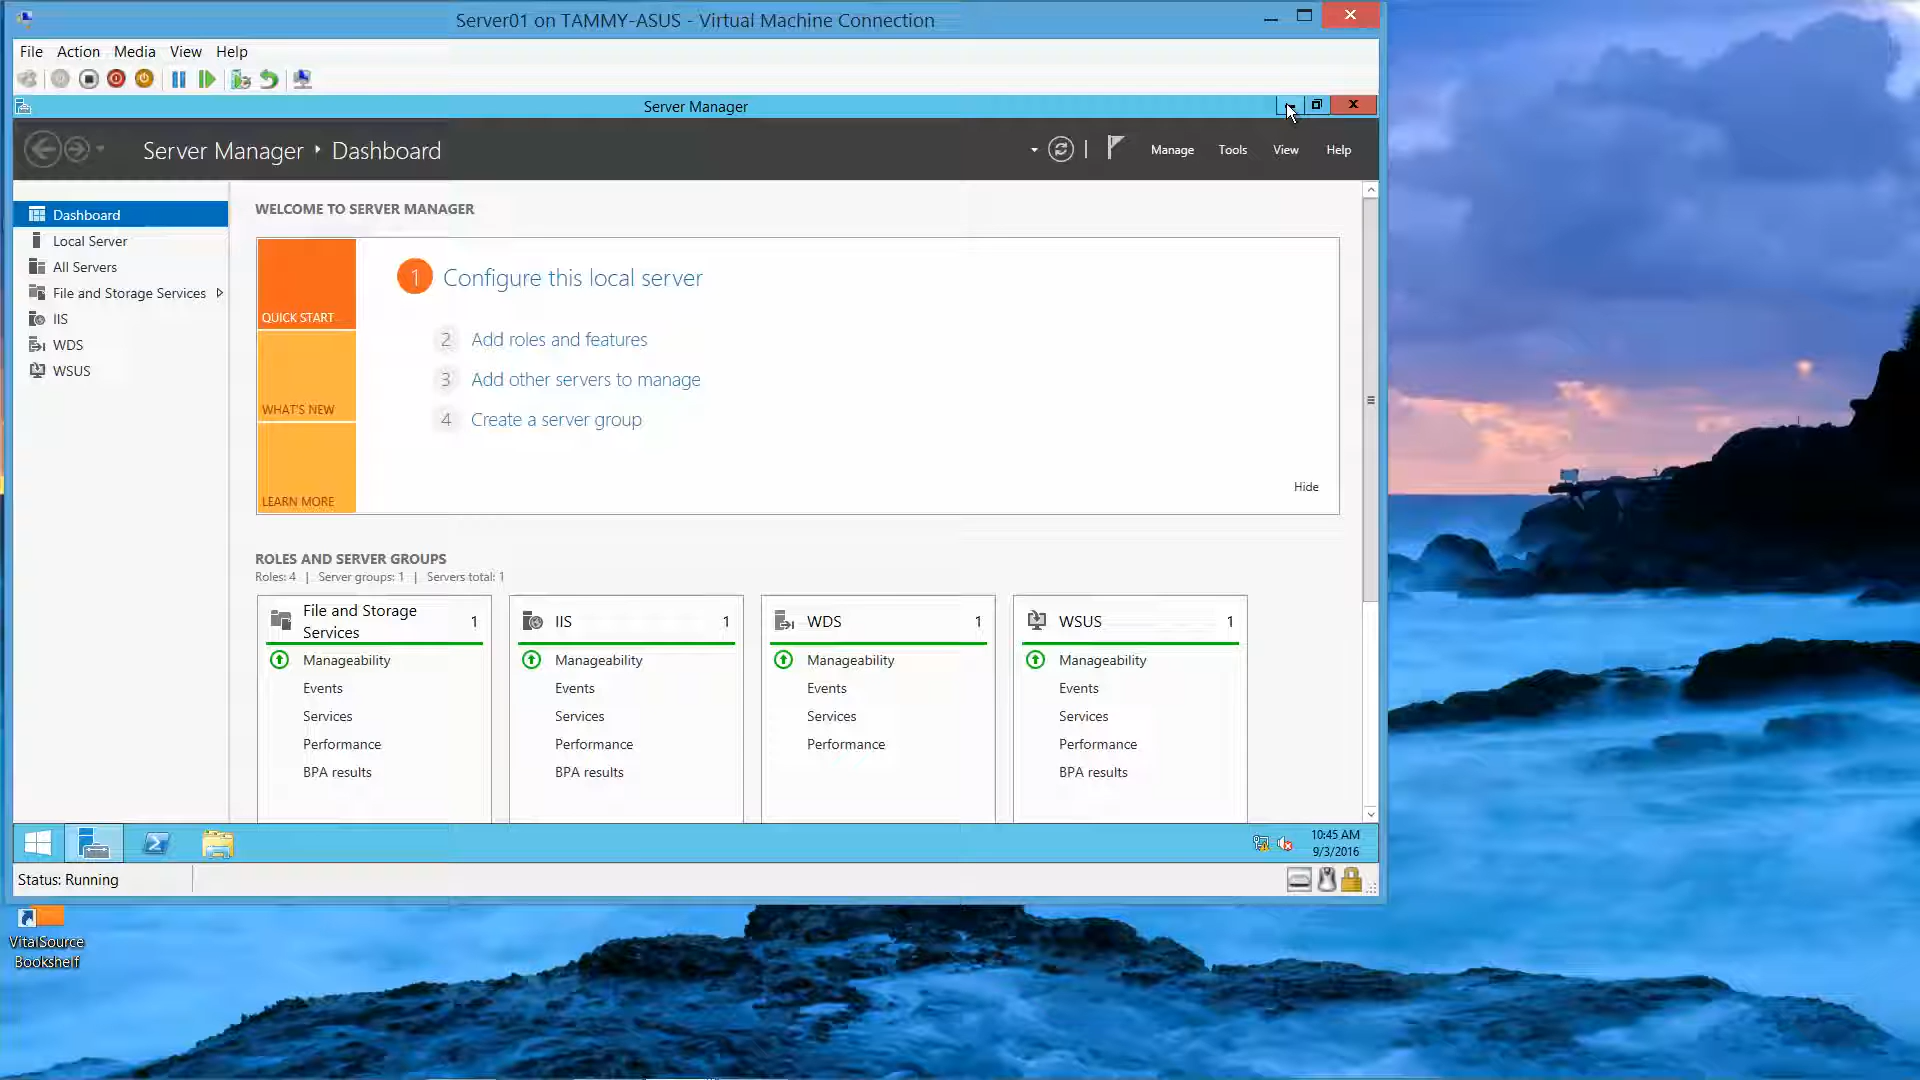 Server01 on TAMMY-ASUS - Virtual Machine Connection
File Action Media View Help
Server Manager
Server Manager ‣ Dashboard
Manage Tools View Help
Dashboard
Local Server
All Servers
File and Storage Services
IIS
WDS
WSUS
WELCOME TO SERVER MANAGER
QUICK START
WHAT'S NEW
LEARN MORE
1 Configure this local server
2 Add roles and features
3 Add other servers to manage
4 Create a server group
Hide
ROLES AND SERVER GROUPS
Roles: 4 | Server groups: 1 | Servers total: 1
File and Storage
Services 1
Manageability
Events
Services
Performance
BPA results
IIS 1
Manageability
Events
Services
Performance
BPA results
WDS 1
Manageability
Events
Services
Performance
WSUS 1
Manageability
Events
Services
Performance
BPA results
10:45 AM
9/3/2016
Status: Running
VitalSource
Bookshelf